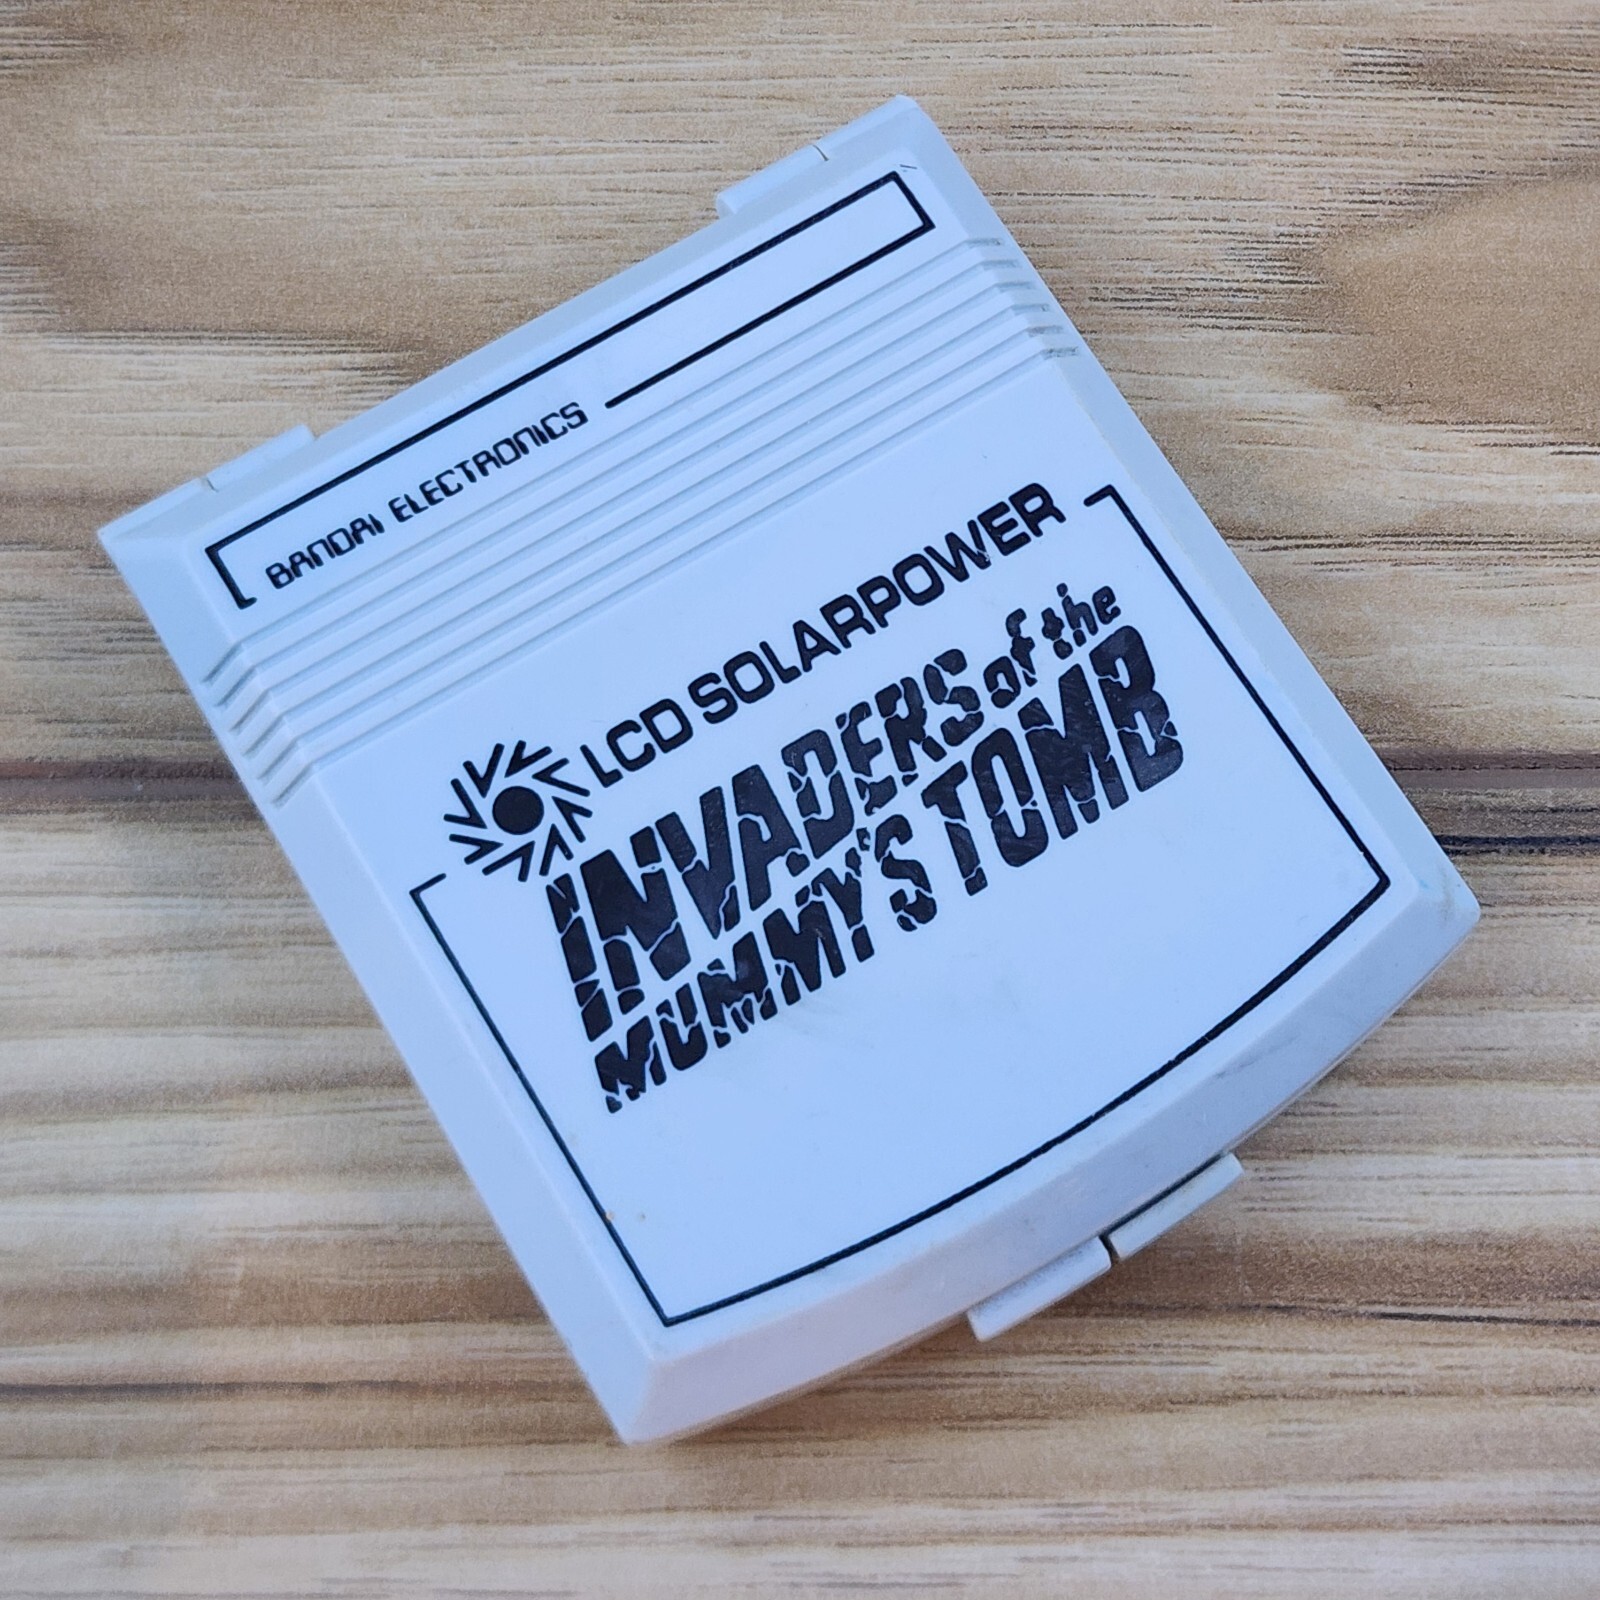 BANDAI ELECTRONICS
LCD SOLARPOWER
INVADERS of the
MUMMY'S TOMB